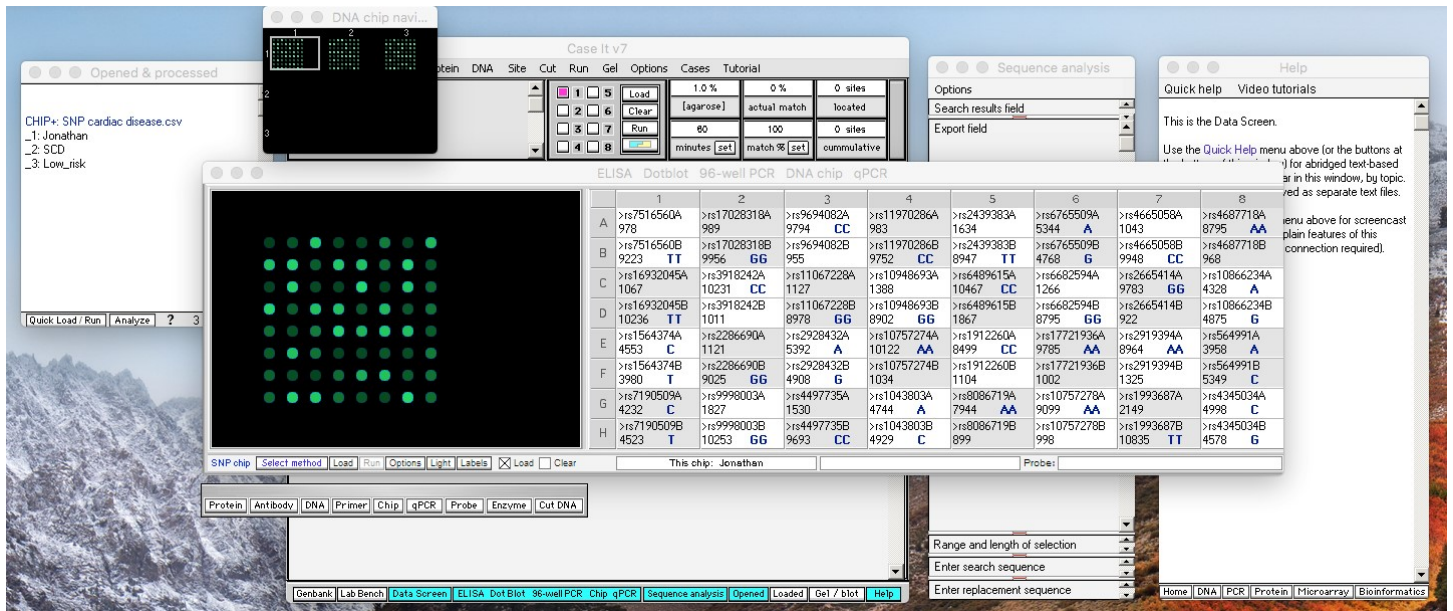 DNA chip navi...
1 2 3
1
2
3
Case It v7
otein DNA Site Cut Run Gel Options Cases Tutorial
1 5 Load
2 6 Clear
3 7 Run
4 8
1.0 % 0 % 0 sites
[agarose] actual match located
60 100 0 sites
minutes set match % set cummulative
Opened & processed
CHIP+: SNP cardiac disease.csv
_1: Jonathan
_2: SCD
_3: Low_risk
Quick Load / Run Analyze ? 3
Sequence analysis
Options
Search results field
Export field
Help
Quick help Video tutorials
This is the Data Screen.
Use the Quick Help menu above (or the buttons at
for abridged text-based
ar in this window, by topic.
ved as separate text files.
enu above for screencast
plain features of this
connection required).
ELISA Dotblot 96-well PCR DNA chip qPCR
1 2 3 4 5 6 7 8
A >rs7516560A >rs17028318A >rs9694082A >rs11970286A >rs2439383A >rs6765509A >rs4665058A >rs4687718A
978 989 9794 CC 983 1634 5344 A 1043 8795 AA
B >rs7516560B >rs17028318B >rs9694082B >rs11970286B >rs2439383B >rs6765509B >rs4665058B >rs4687718B
9223 TT 9956 GG 955 9752 CC 8947 TT 4768 G 9948 CC 968
C >rs16932045A >rs3918242A >rs11067228A >rs10948693A >rs6489615A >rs6682594A >rs2665414A >rs10866234A
1067 10231 CC 1127 1388 10467 CC 1266 9783 GG 4328 A
D >rs16932045B >rs3918242B >rs11067228B >rs10948693B >rs6489615B >rs6682594B >rs2665414B >rs10866234B
10236 TT 1011 8978 GG 8902 GG 1867 8795 GG 922 4875 G
E >rs1564374A >rs2286690A >rs2928432A >rs10757274A >rs1912260A >rs17721936A >rs2919394A >rs564991A
4553 C 1121 5392 A 10122 AA 8499 CC 9785 AA 8964 AA 3958 A
F >rs1564374B >rs2286690B >rs2928432B >rs10757274B >rs1912260B >rs17721936B >rs2919394B >rs564991B
3980 T 9025 GG 4908 G 1034 1104 1002 1325 5349 C
G >rs7190509A >rs9998003A >rs4497735A >rs1043803A >rs8086719A >rs10757278A >rs1993687A >rs4345034A
4232 C 1827 1530 4744 A 7944 AA 9099 AA 2149 4998 C
H >rs7190509B >rs9998003B >rs4497735B >rs1043803B >rs8086719B >rs10757278B >rs1993687B >rs4345034B
4523 T 10253 GG 9693 CC 4929 C 899 998 10835 TT 4578 G
SNP chip Select method Load Run Options Light Labels Load Clear This chip: Jonathan Probe:
Protein Antibody DNA Primer Chip qPCR Probe Enzyme Cut DNA
Range and length of selection
Enter search sequence
Enter replacement sequence
Genbank Lab Bench Data Screen ELISA Dot Blot 96-well PCR Chip qPCR Sequence analysis Opened Loaded Gel / blot Help
Home DNA PCR Protein Microarray Bioinformatics